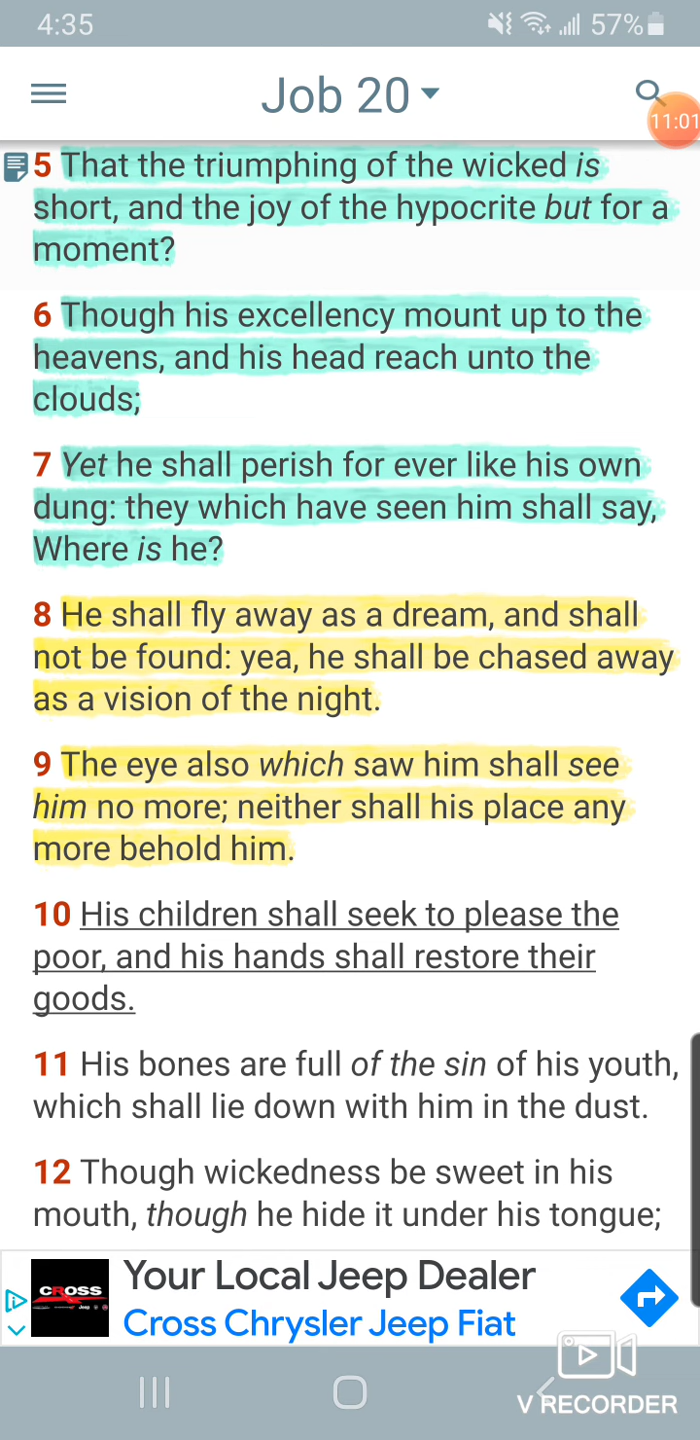 4:35 57%
Job 20
11:01
5 That the triumphing of the wicked is
short, and the joy of the hypocrite but for a
moment?
6 Though his excellency mount up to the
heavens, and his head reach unto the
clouds;
7 Yet he shall perish for ever like his own
dung: they which have seen him shall say,
Where is he?
8 He shall fly away as a dream, and shall
not be found: yea, he shall be chased away
as a vision of the night.
9 The eye also which saw him shall see
him no more; neither shall his place any
more behold him.
10 His children shall seek to please the
poor, and his hands shall restore their
goods.
11 His bones are full of the sin of his youth,
which shall lie down with him in the dust.
12 Though wickedness be sweet in his
mouth, though he hide it under his tongue;
CROSS
Jeep
Your Local Jeep Dealer
Cross Chrysler Jeep Fiat
V RECORDER